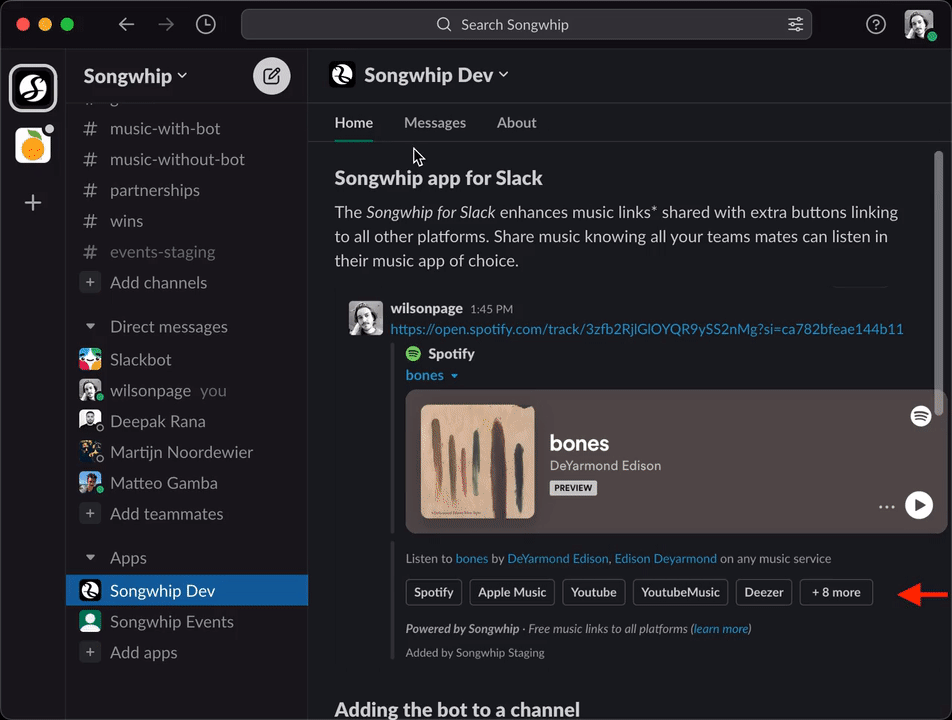 Search Songwhip
Songwhip
# music-with-bot
# music-without-bot
# partnerships
# wins
# events-staging
+ Add channels
Direct messages
Slackbot
wilsonpage you
Deepak Rana
Martijn Noordewier
Matteo Gamba
+ Add teammates
Apps
Songwhip Dev
Songwhip Events
+ Add apps
Songwhip Dev
Home Messages About
Songwhip app for Slack
The Songwhip for Slack enhances music links* shared with extra buttons linking
to all other platforms. Share music knowing all your teams mates can listen in
their music app of choice.
wilsonpage 1:45 PM
https://open.spotify.com/track/3zfb2RjlGlOYQR9ySS2nMg?si=ca782bfeae144b11
Spotify
bones
bones
DeYarmond Edison
PREVIEW
Listen to bones by DeYarmond Edison, Edison Deyarmond on any music service
Spotify Apple Music Youtube YoutubeMusic Deezer + 8 more
Powered by Songwhip · Free music links to all platforms (learn more)
Added by Songwhip Staging
Adding the bot to a channel